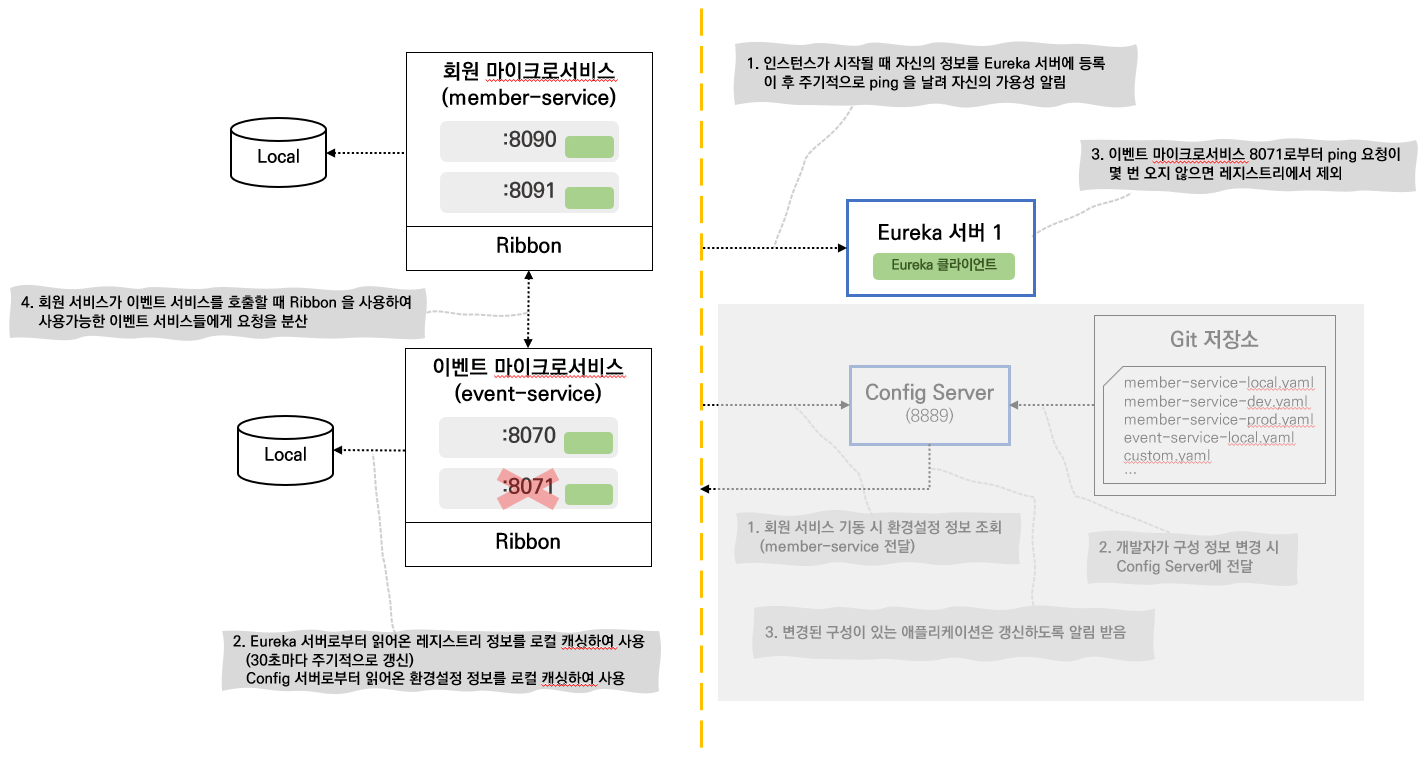 회원 마이크로서비스
(member-service)
:8090
:8091
Ribbon
Local
4. 회원 서비스가 이벤트 서비스를 호출할 때 Ribbon 을 사용하여
사용가능한 이벤트 서비스들에게 요청을 분산
이벤트 마이크로서비스
(event-service)
:8070
:8071
Ribbon
Local
2. Eureka 서버로부터 읽어온 레지스트리 정보를 로컬 캐싱하여 사용
(30초마다 주기적으로 갱신)
Config 서버로부터 읽어온 환경설정 정보를 로컬 캐싱하여 사용
1. 인스턴스가 시작될 때 자신의 정보를 Eureka 서버에 등록
이 후 주기적으로 ping 을 날려 자신의 가용성 알림
3. 이벤트 마이크로서비스 8071로부터 ping 요청이
몇 번 오지 않으면 레지스트리에서 제외
Eureka 서버 1
Eureka 클라이언트
Git 저장소
member-service-local.yaml
member-service-dev.yaml
member-service-prod.yaml
event-service-local.yaml
custom.yaml
...
Config Server
(8889)
1. 회원 서비스 기동 시 환경설정 정보 조회
(member-service 전달)
2. 개발자가 구성 정보 변경 시
Config Server에 전달
3. 변경된 구성이 있는 애플리케이션은 갱신하도록 알림 받음